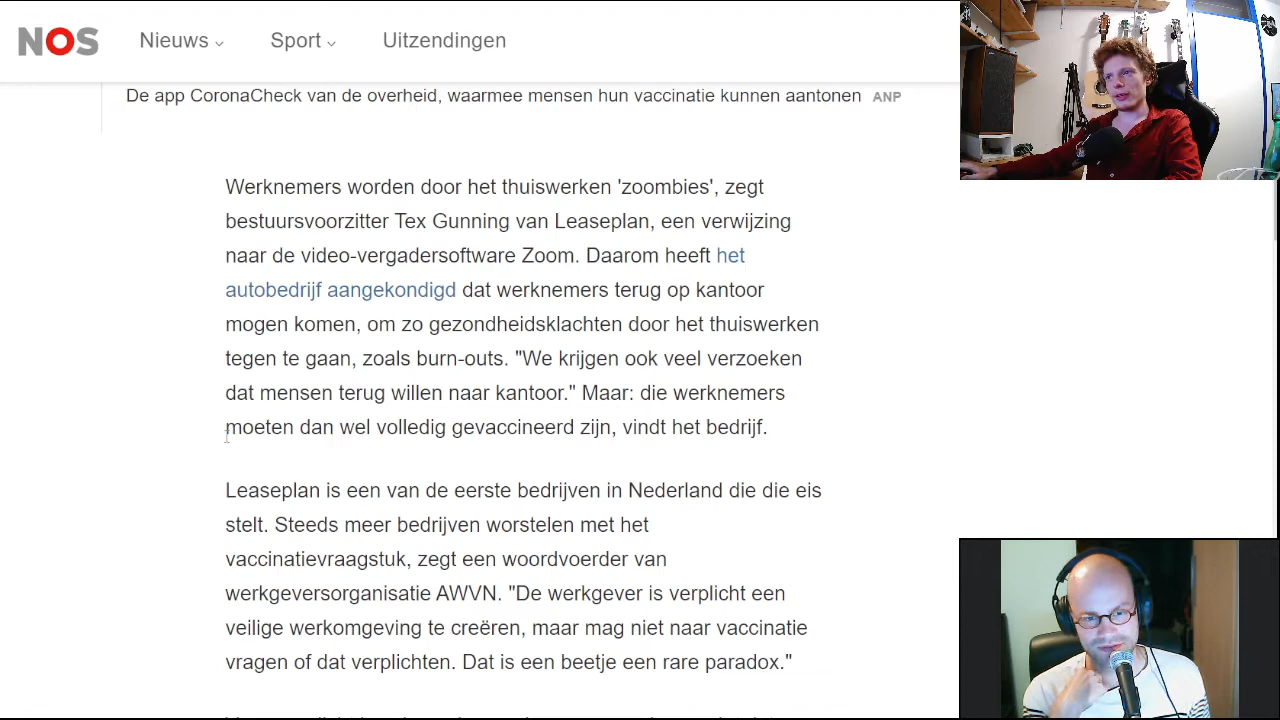 NOS Nieuws Sport Uitzendingen
De app CoronaCheck van de overheid, waarmee mensen hun vaccinatie kunnen aantonen ANP
Werknemers worden door het thuiswerken 'zoombies', zegt
bestuursvoorzitter Tex Gunning van Leaseplan, een verwijzing
naar de video-vergadersoftware Zoom. Daarom heeft het
autobedrijf aangekondigd dat werknemers terug op kantoor
mogen komen, om zo gezondheidsklachten door het thuiswerken
tegen te gaan, zoals burn-outs. "We krijgen ook veel verzoeken
dat mensen terug willen naar kantoor." Maar: die werknemers
moeten dan wel volledig gevaccineerd zijn, vindt het bedrijf.
Leaseplan is een van de eerste bedrijven in Nederland die die eis
stelt. Steeds meer bedrijven worstelen met het
vaccinatievraagstuk, zegt een woordvoerder van
werkgeversorganisatie AWVN. "De werkgever is verplicht een
veilige werkomgeving te creëren, maar mag niet naar vaccinatie
vragen of dat verplichten. Dat is een beetje een rare paradox."